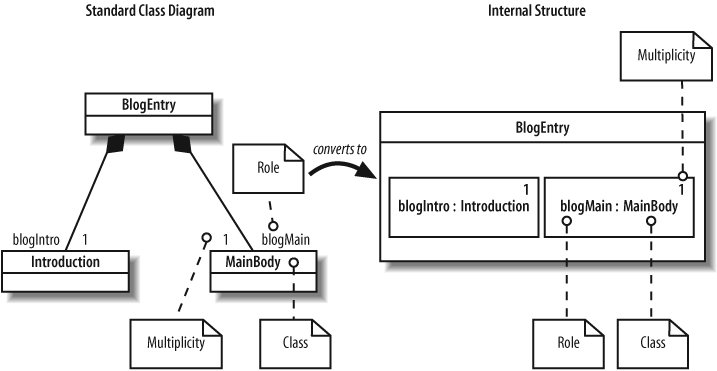 Standard Class Diagram
Internal Structure
Multiplicity
BlogEntry
BlogEntry
converts to
Role
1
1
blogIntro : Introduction
blogMain : MainBody
blogIntro
1
1
blogMain
Introduction
MainBody
Multiplicity
Class
Role
Class